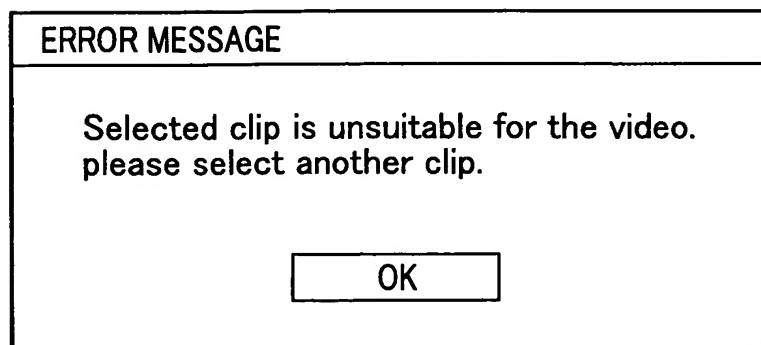 ERROR MESSAGE
Selected clip is unsuitable for the video.
please select another clip.
OK